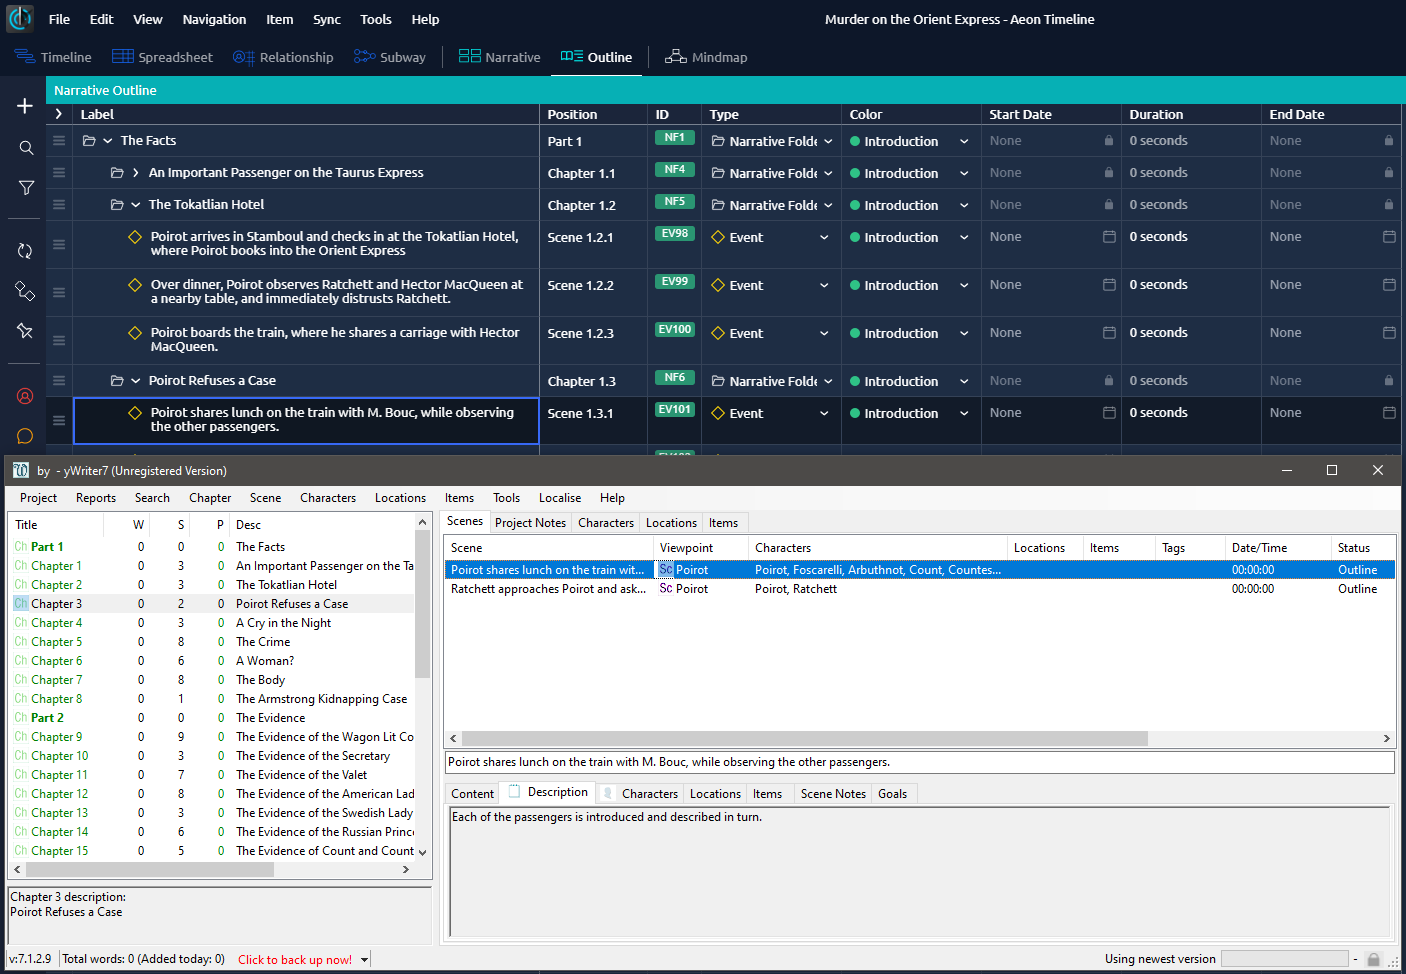 File Edit View Navigation Item Sync Tools Help Murder on the Orient Express - Aeon Timeline
Timeline Spreadsheet Relationship Subway Narrative Outline Mindmap
Narrative Outline
Label Position ID Type Color Start Date Duration End Date
The Facts Part 1 NF1 Narrative Folde Introduction None 0 seconds None
An Important Passenger on the Taurus Express Chapter 1.1 NF4 Narrative Folde Introduction None 0 seconds None
The Tokatlian Hotel Chapter 1.2 NF5 Narrative Folde Introduction None 0 seconds None
Poirot arrives in Stamboul and checks in at the Tokatlian Hotel, Scene 1.2.1 EV98 Event Introduction None 0 seconds None
where Poirot books into the Orient Express
Over dinner, Poirot observes Ratchett and Hector MacQueen at Scene 1.2.2 EV99 Event Introduction None 0 seconds None
a nearby table, and immediately distrusts Ratchett.
Poirot boards the train, where he shares a carriage with Hector Scene 1.2.3 EV100 Event Introduction None 0 seconds None
MacQueen.
Poirot Refuses a Case Chapter 1.3 NF6 Narrative Folde Introduction None 0 seconds None
Poirot shares lunch on the train with M. Bouc, while observing Scene 1.3.1 EV101 Event Introduction None 0 seconds None
the other passengers.
by - yWriter7 (Unregistered Version)
Project Reports Search Chapter Scene Characters Locations Items Tools Localise Help
Title W S P Desc
Ch Part 1 0 0 0 The Facts
Ch Chapter 1 0 3 0 An Important Passenger on the Ta
Ch Chapter 2 0 3 0 The Tokatlian Hotel
Ch Chapter 3 0 2 0 Poirot Refuses a Case
Ch Chapter 4 0 3 0 A Cry in the Night
Ch Chapter 5 0 8 0 The Crime
Ch Chapter 6 0 6 0 A Woman?
Ch Chapter 7 0 8 0 The Body
Ch Chapter 8 0 1 0 The Armstrong Kidnapping Case
Ch Part 2 0 0 0 The Evidence
Ch Chapter 9 0 9 0 The Evidence of the Wagon Lit Co
Ch Chapter 10 0 3 0 The Evidence of the Secretary
Ch Chapter 11 0 7 0 The Evidence of the Valet
Ch Chapter 12 0 8 0 The Evidence of the American Lad
Ch Chapter 13 0 3 0 The Evidence of the Swedish Lady
Ch Chapter 14 0 6 0 The Evidence of the Russian Prince
Ch Chapter 15 0 5 0 The Evidence of Count and Count
Chapter 3 description:
Poirot Refuses a Case
Scenes Project Notes Characters Locations Items
Scene Viewpoint Characters Locations Items Tags Date/Time Status
Poirot shares lunch on the train wit... Sc Poirot Poirot, Foscarelli, Arbuthnot, Count, Countes... 00:00:00 Outline
Ratchett approaches Poirot and ask... Sc Poirot Poirot, Ratchett 00:00:00 Outline
Poirot shares lunch on the train with M. Bouc, while observing the other passengers.
Content Description Characters Locations Items Scene Notes Goals
Each of the passengers is introduced and described in turn.
v:7.1.2.9 Total words: 0 (Added today: 0) Click to back up now! Using newest version -